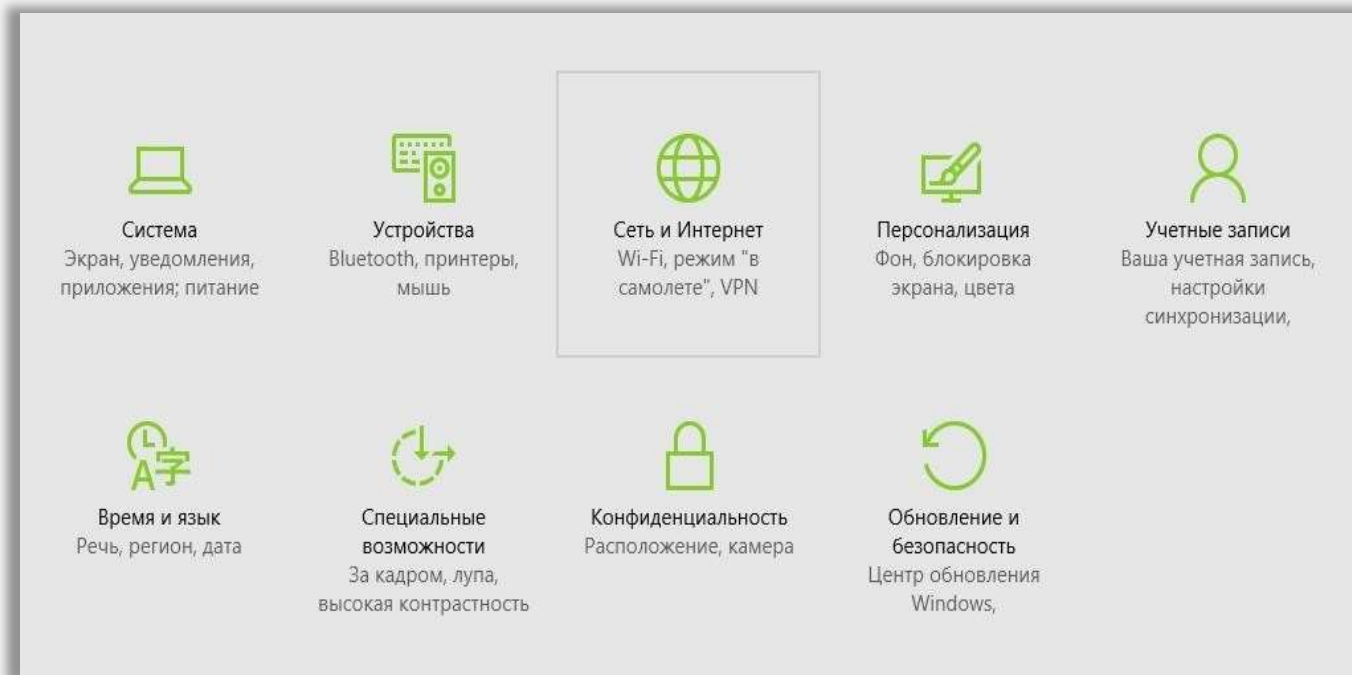 Система
Экран, уведомления,
приложения; питание
Устройства
Bluetooth, принтеры,
мышь
Сеть и Интернет
Wi-Fi, режим "в
самолете", VPN
Персонализация
Фон, блокировка
экрана, цвета
Учетные записи
Ваша учетная запись,
настройки
синхронизации,
A字
Время и язык
Речь, регион, дата
Специальные
возможности
За кадром, лупа,
высокая контрастность
Конфиденциальность
Расположение, камера
Обновление и
безопасность
Центр обновления
Windows,